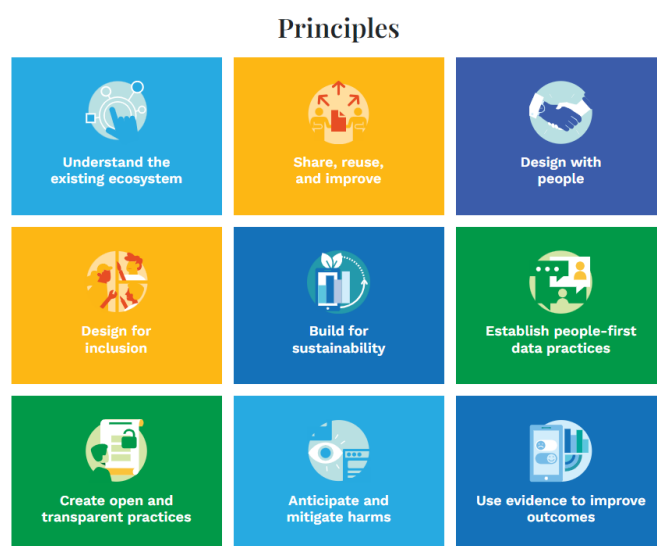 Principles
Understand the
existing ecosystem
Share, reuse,
and improve
Design with
people
Design for
inclusion
Build for
sustainability
Establish people-first
data practices
Create open and
transparent practices
Anticipate and
mitigate harms
Use evidence to improve
outcomes